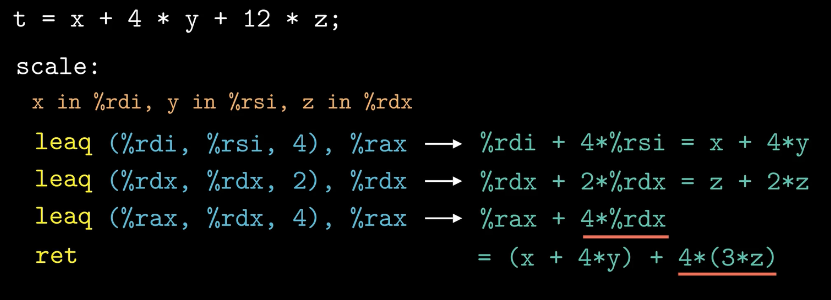 t = x + 4 * y + 12 * z;
scale:
x in %rdi, y in %rsi, z in %rdx
leaq (%rdi, %rsi, 4), %rax ⟶ %rdi + 4*%rsi = x + 4*y
leaq (%rdx, %rdx, 2), %rdx ⟶ %rdx + 2*%rdx = z + 2*z
leaq (%rax, %rdx, 4), %rax ⟶ %rax + 4*%rdx
ret = (x + 4*y) + 4*(3*z)